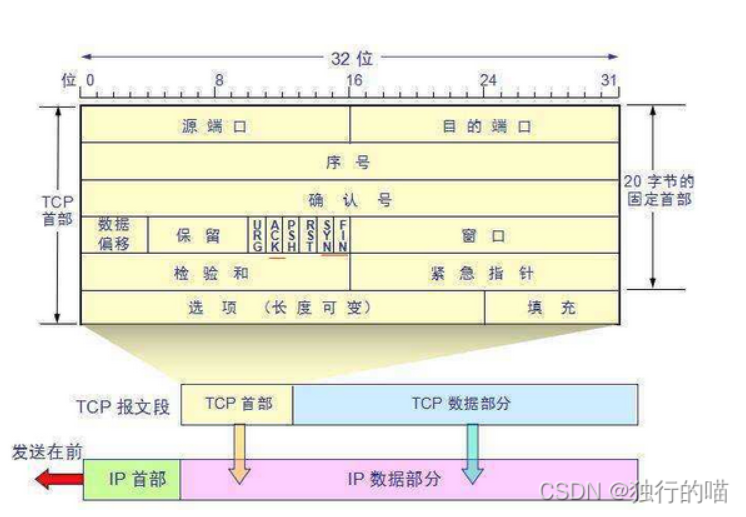 32 位
位 0 8 16 24 31
源 端 口 目 的 端 口
序 号
TCP
首部
确 认 号
20 字节的
固定首部
数据
偏移
保 留
URG ACK PSH RST SYN FIN
窗 口
检 验 和 紧 急 指 针
选 项 （长 度 可 变） 填 充
TCP 报文段 TCP 首部 TCP 数据部分
发送在前
IP 首部 IP 数据部分
CSDN @独行的喵